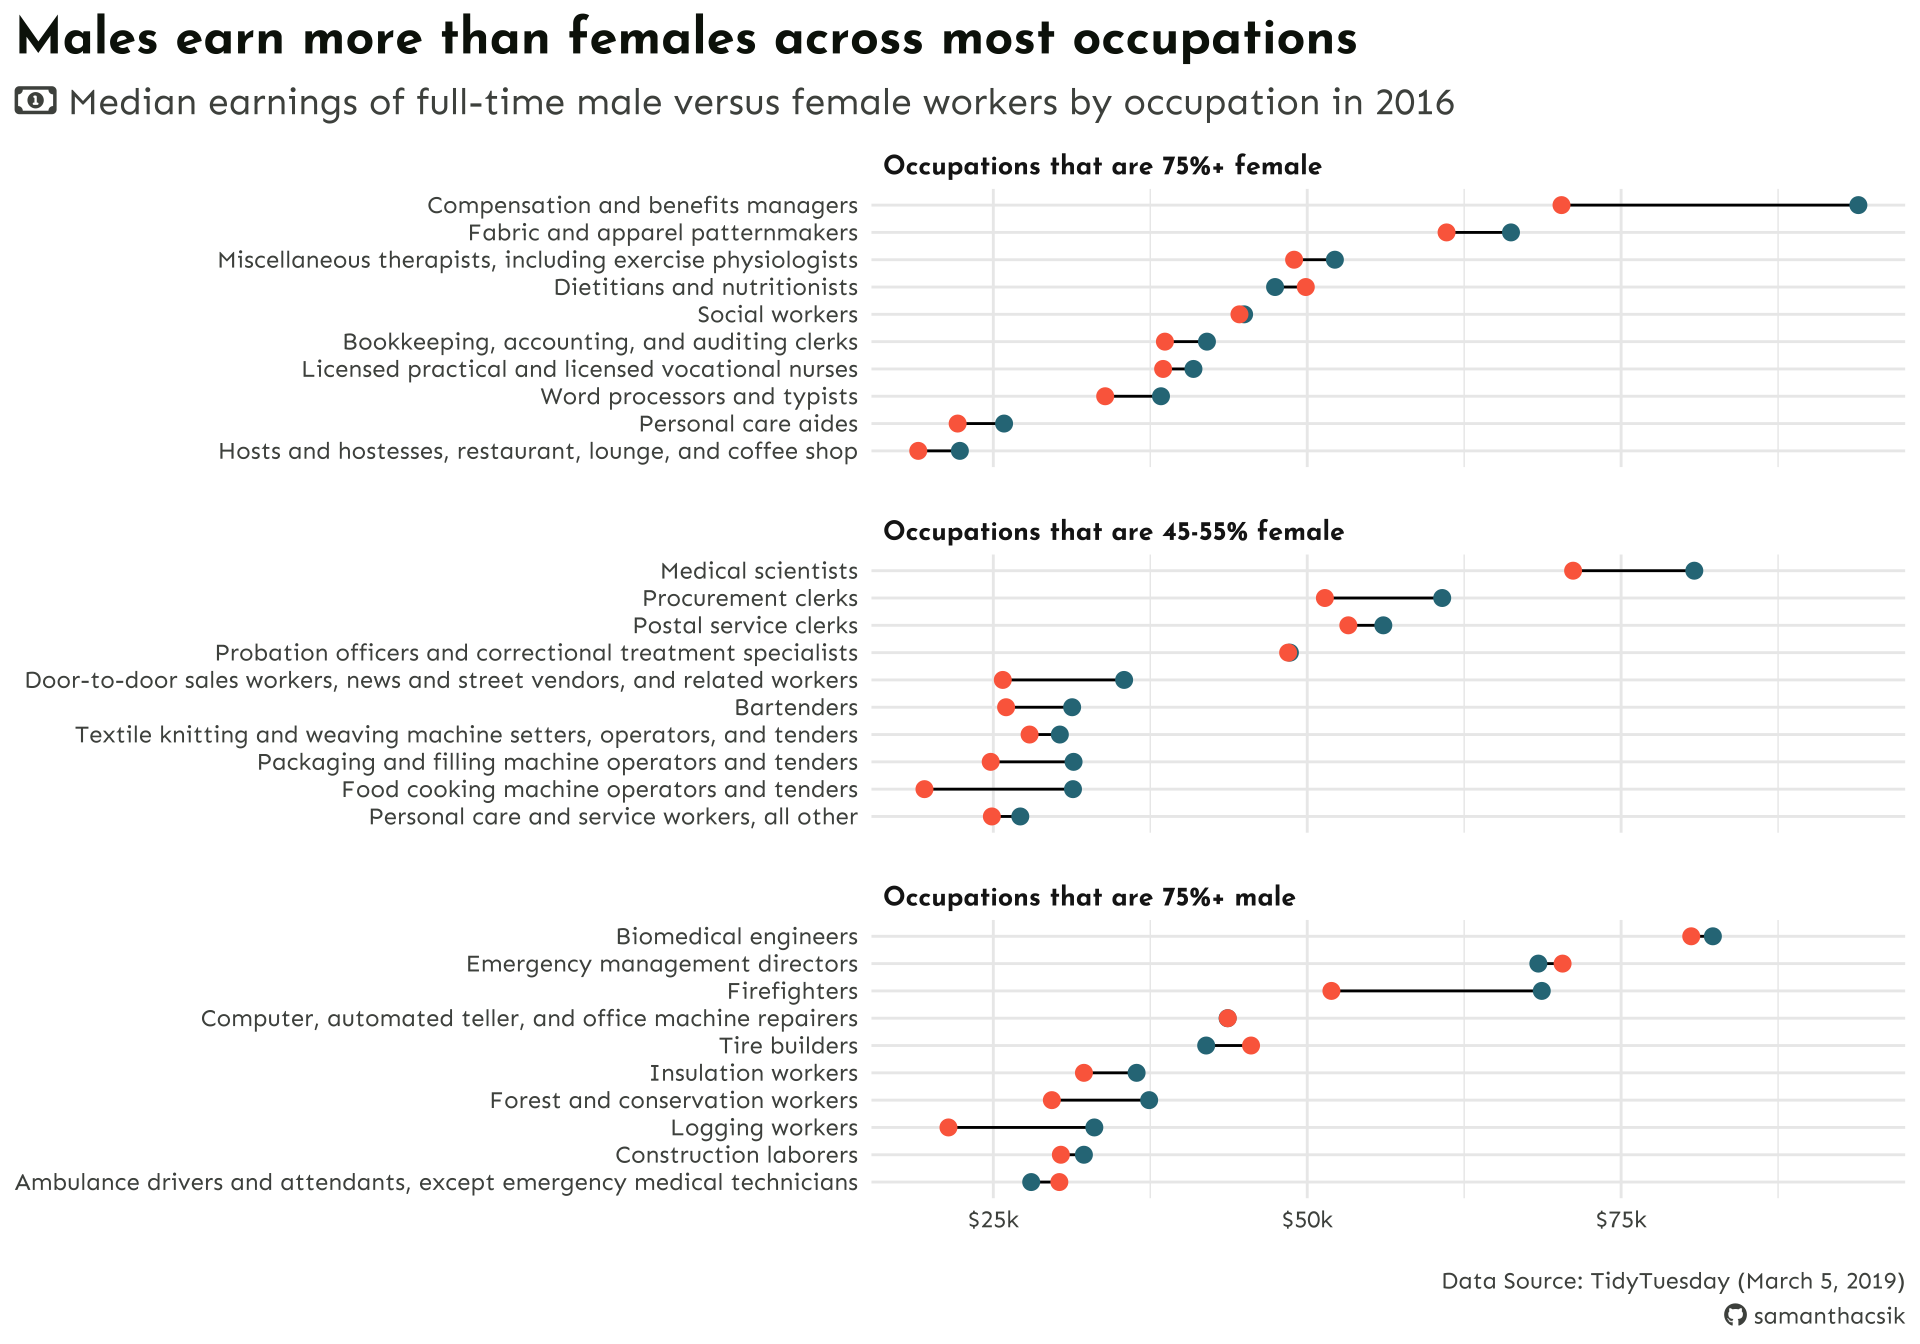 Males earn more than females across most occupations
Median earnings of full-time male versus female workers by occupation in 2016
Occupations that are 75%+ female
Compensation and benefits managers
Fabric and apparel patternmakers
Miscellaneous therapists, including exercise physiologists
Dietitians and nutritionists
Social workers
Bookkeeping, accounting, and auditing clerks
Licensed practical and licensed vocational nurses
Word processors and typists
Personal care aides
Hosts and hostesses, restaurant, lounge, and coffee shop
Occupations that are 45-55% female
Medical scientists
Procurement clerks
Postal service clerks
Probation officers and correctional treatment specialists
Door-to-door sales workers, news and street vendors, and related workers
Bartenders
Textile knitting and weaving machine setters, operators, and tenders
Packaging and filling machine operators and tenders
Food cooking machine operators and tenders
Personal care and service workers, all other
Occupations that are 75%+ male
Biomedical engineers
Emergency management directors
Firefighters
Computer, automated teller, and office machine repairers
Tire builders
Insulation workers
Forest and conservation workers
Logging workers
Construction laborers
Ambulance drivers and attendants, except emergency medical technicians
$25k $50k $75k
Data Source: TidyTuesday (March 5, 2019)
samanthacsik